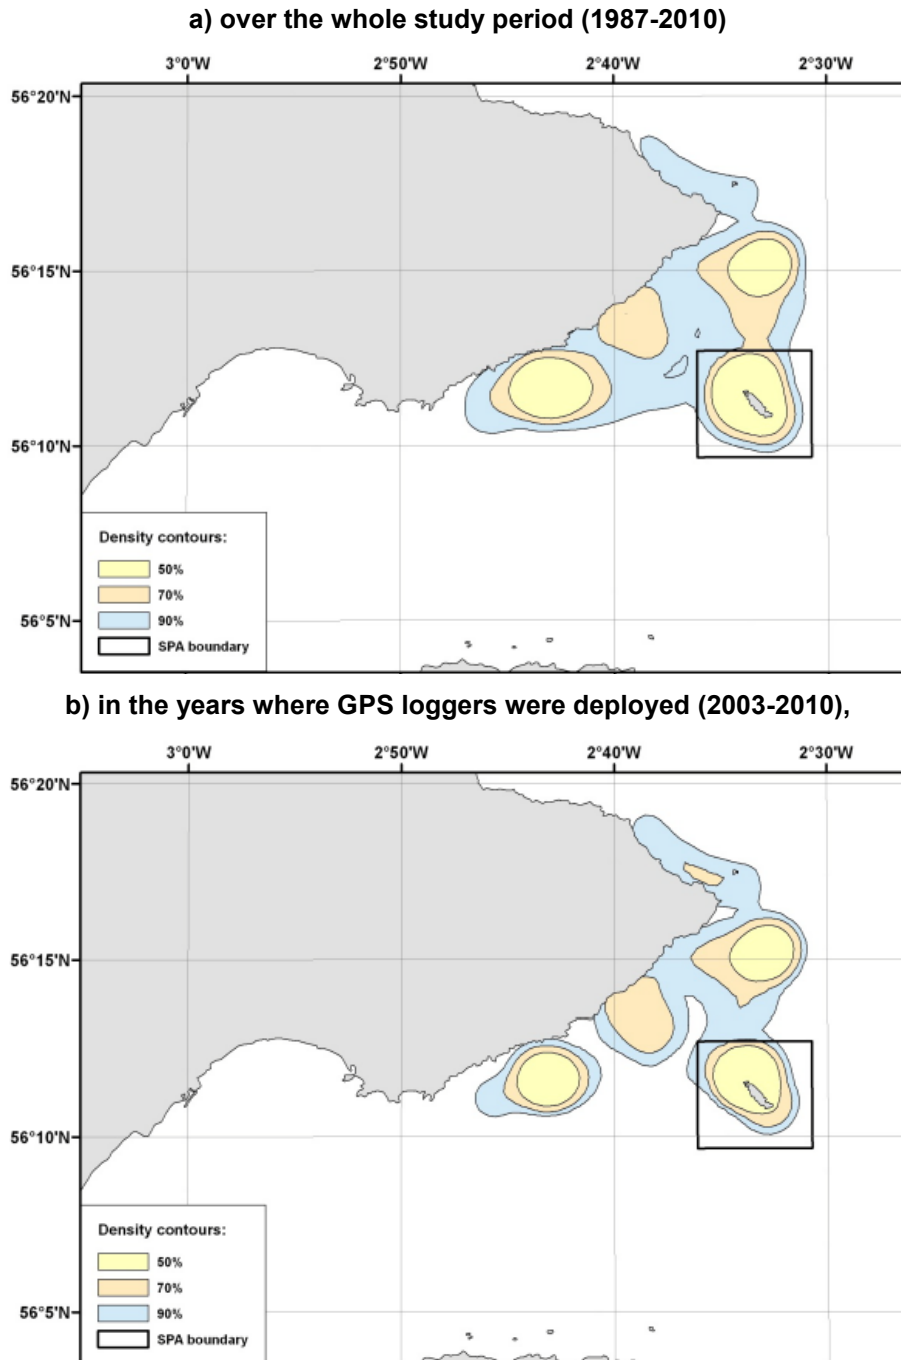 a) over the whole study period (1987-2010)
3°0'W 2°50'W 2°40'W 2°30'W
56°20'N
56°15'N
56°10'N
56°5'N
Density contours:
50%
70%
90%
SPA boundary
b) in the years where GPS loggers were deployed (2003-2010),
3°0'W 2°50'W 2°40'W 2°30'W
56°20'N
56°15'N
56°10'N
56°5'N
Density contours:
50%
70%
90%
SPA boundary